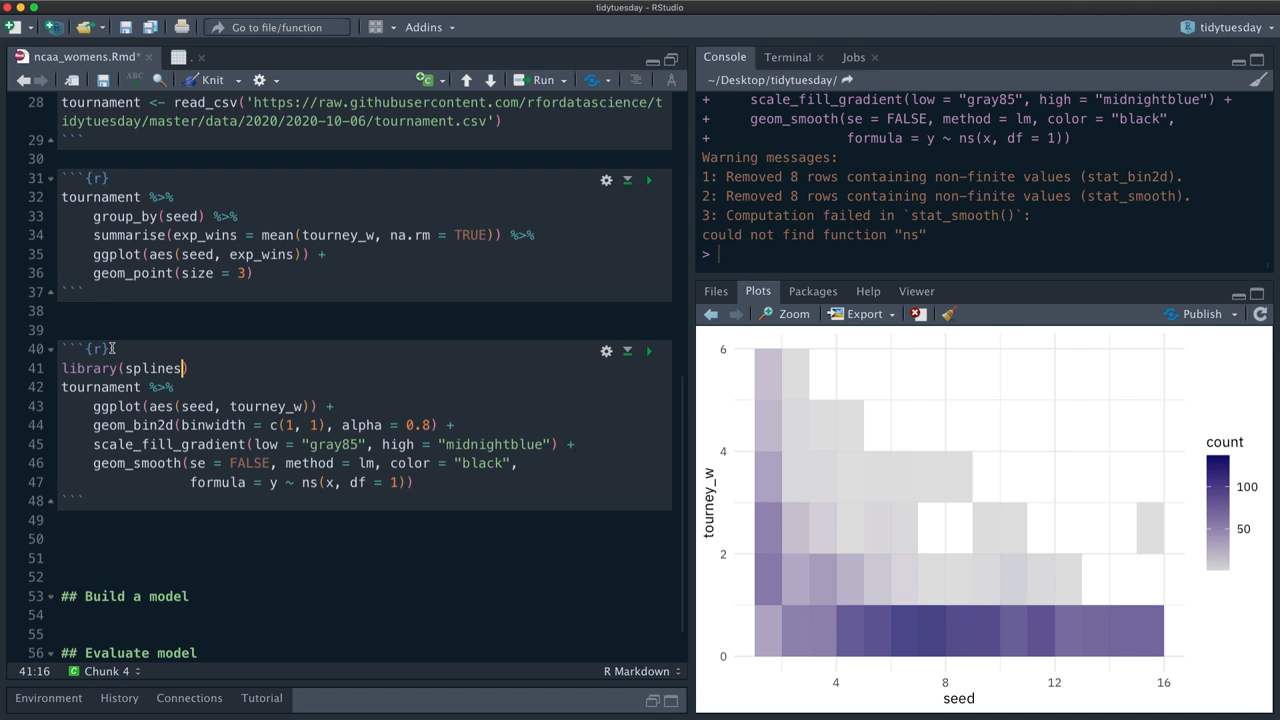 tidytuesday - RStudio
Go to file/function
Addins
tidytuesday
ncaa_womens.Rmd*
.
ABC
Knit
Run
28 tournament <- read_csv('https://raw.githubusercontent.com/rfordatascience/t
idytuesday/master/data/2020/2020-10-06/tournament.csv')
29 ```
30
31 ```{r}
32 tournament %>%
33 group_by(seed) %>%
34 summarise(exp_wins = mean(tourney_w, na.rm = TRUE)) %>%
35 ggplot(aes(seed, exp_wins)) +
36 geom_point(size = 3)
37 ```
38
39
40 ```{r}
41 library(splines)
42 tournament %>%
43 ggplot(aes(seed, tourney_w)) +
44 geom_bin2d(binwidth = c(1, 1), alpha = 0.8) +
45 scale_fill_gradient(low = "gray85", high = "midnightblue") +
46 geom_smooth(se = FALSE, method = lm, color = "black",
47 formula = y ~ ns(x, df = 1))
48 ```
49
50
51
52
53 ## Build a model
54
55
56 ## Evaluate model
41:16 Chunk 4 R Markdown
Environment History Connections Tutorial
Console Terminal Jobs
~/Desktop/tidytuesday/
+ scale_fill_gradient(low = "gray85", high = "midnightblue") +
+ geom_smooth(se = FALSE, method = lm, color = "black",
+ formula = y ~ ns(x, df = 1))
Warning messages:
1: Removed 8 rows containing non-finite values (stat_bin2d).
2: Removed 8 rows containing non-finite values (stat_smooth).
3: Computation failed in `stat_smooth()`:
could not find function "ns"
>
Files Plots Packages Help Viewer
Zoom Export Publish
6
4
2
0
tourney_w
4 8 12 16
seed
count
100
50